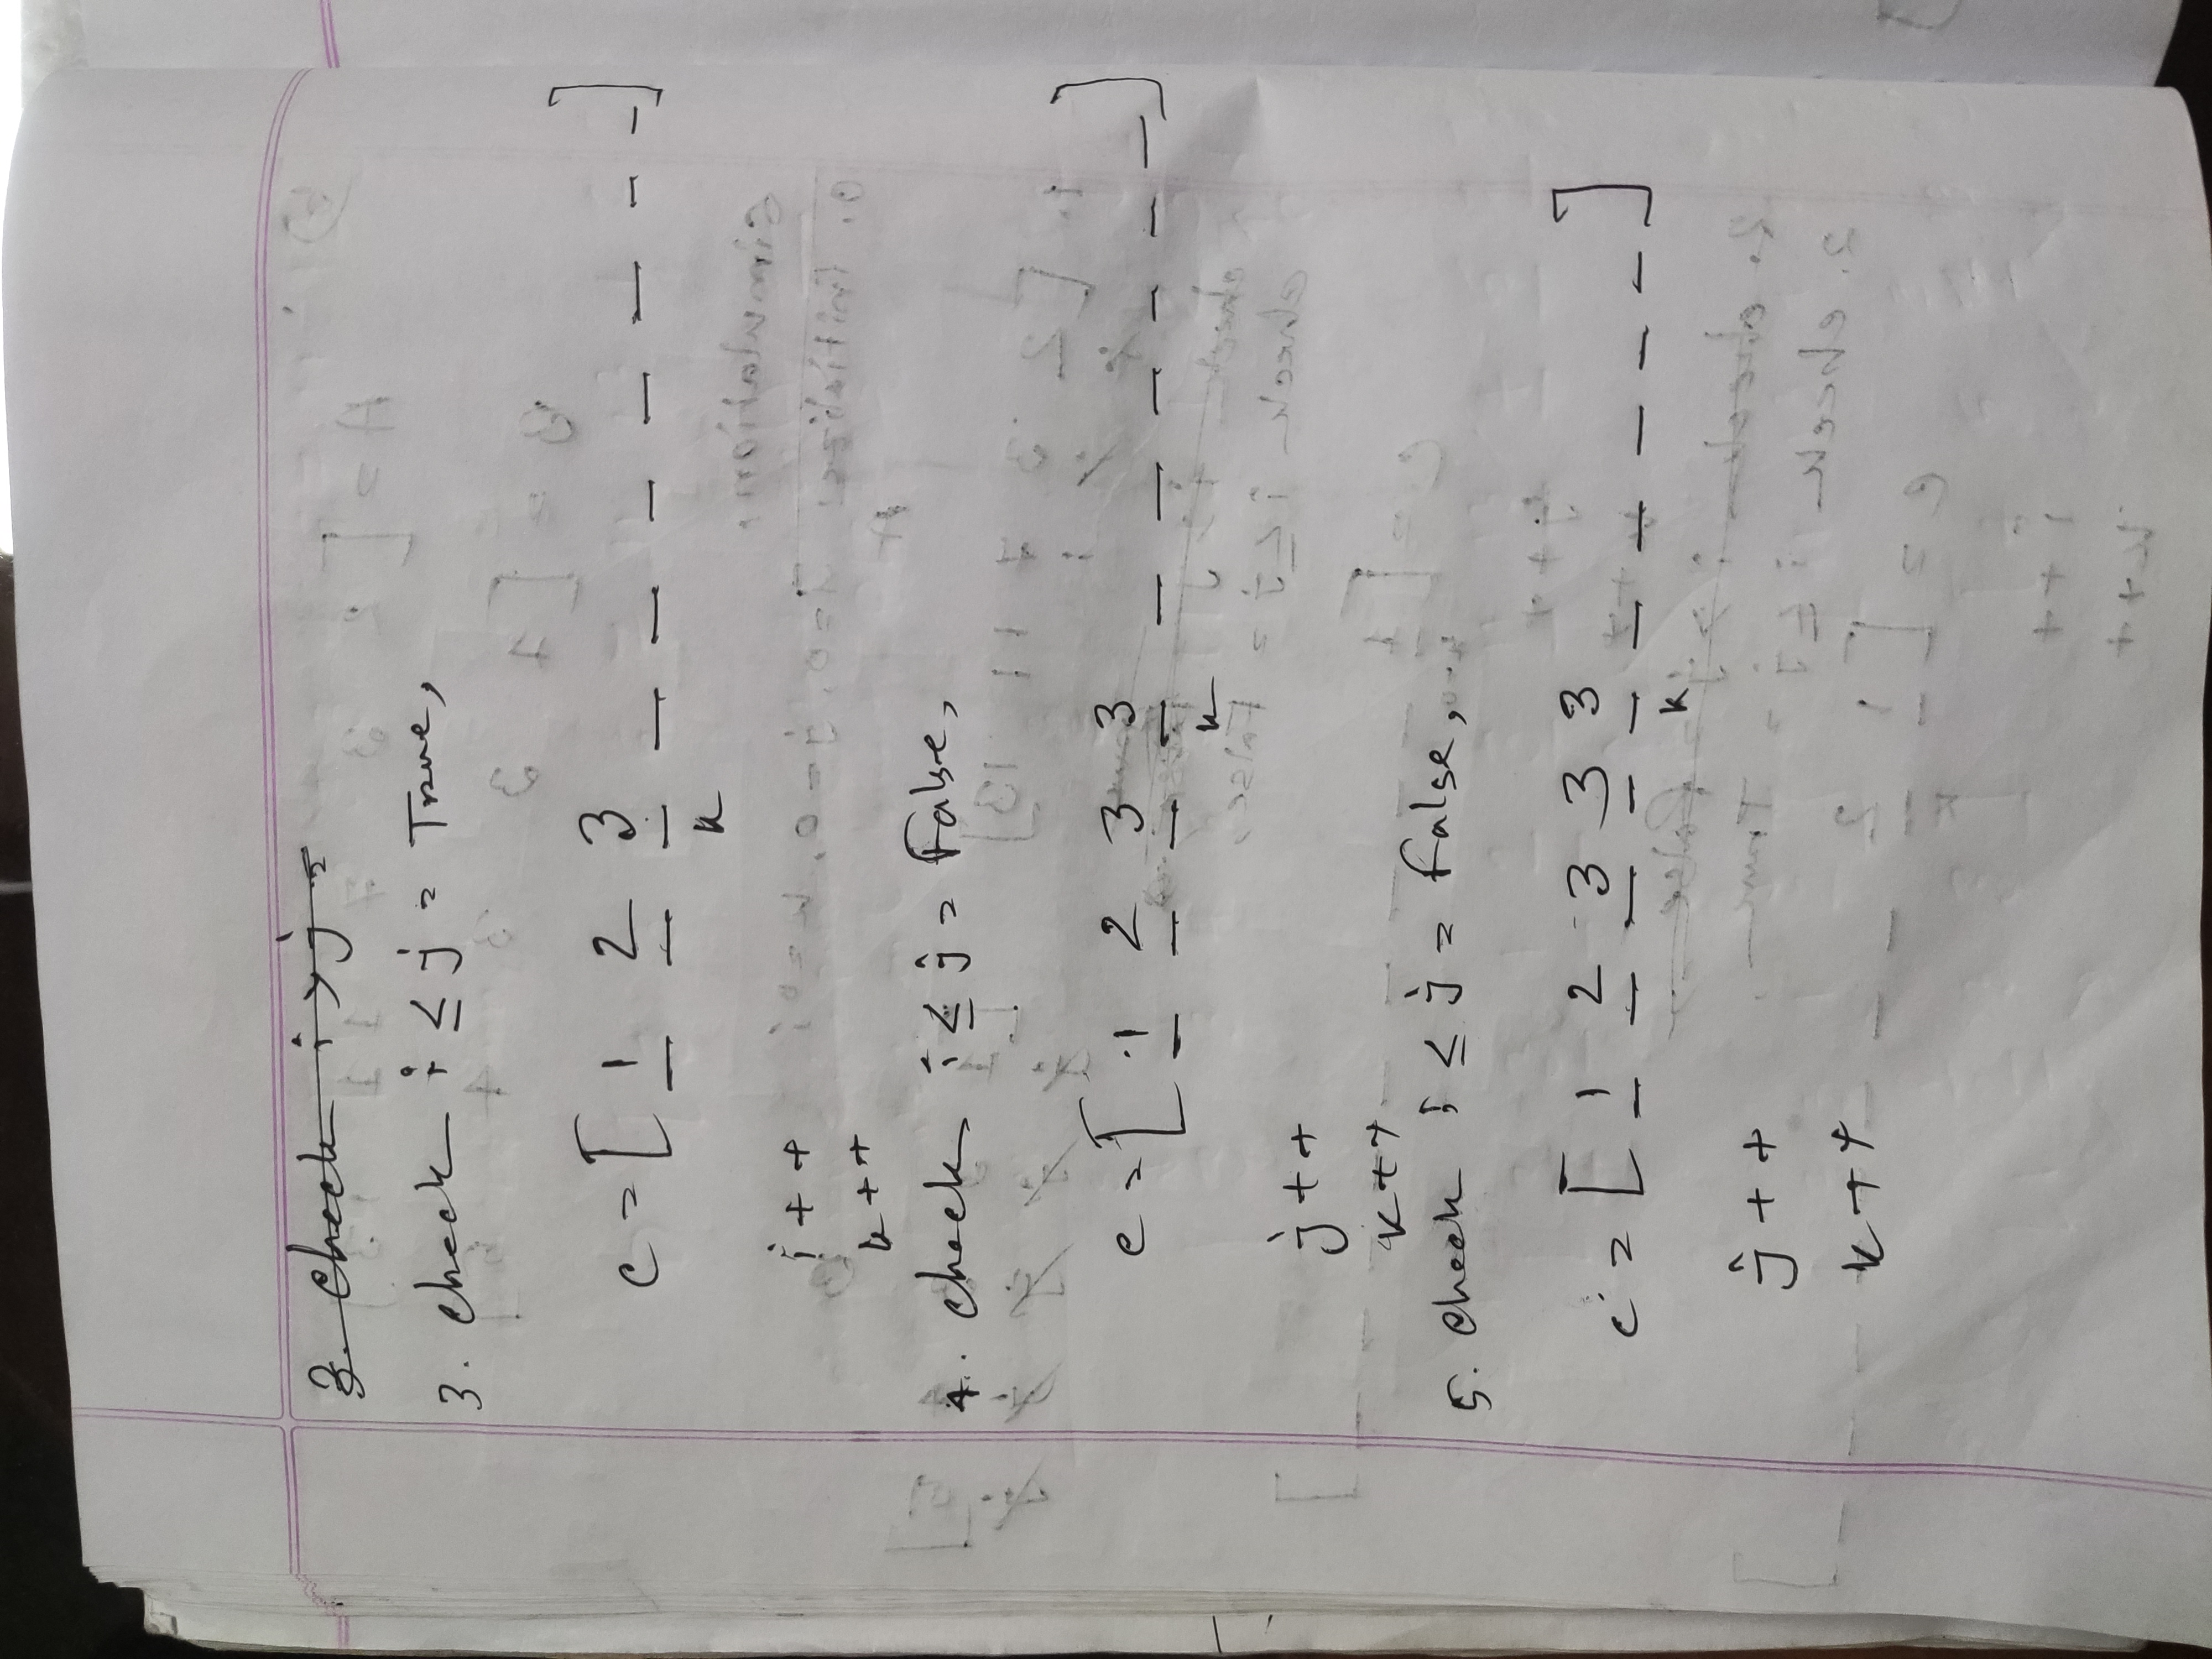 3. Check i > j =
3. check i ≤ j = True,
c = [ 1 2 3 _ _ _ _ _ _ _ ]
k
i++
k++
4. check i ≤ j = False,
c = [ 1 2 3 3 _ _ _ _ _ _ ]
k
j++
k++
5. check i ≤ j = False,
c = [ 1 2 3 3 3 _ _ _ _ _ _ ]
k
j++
k++